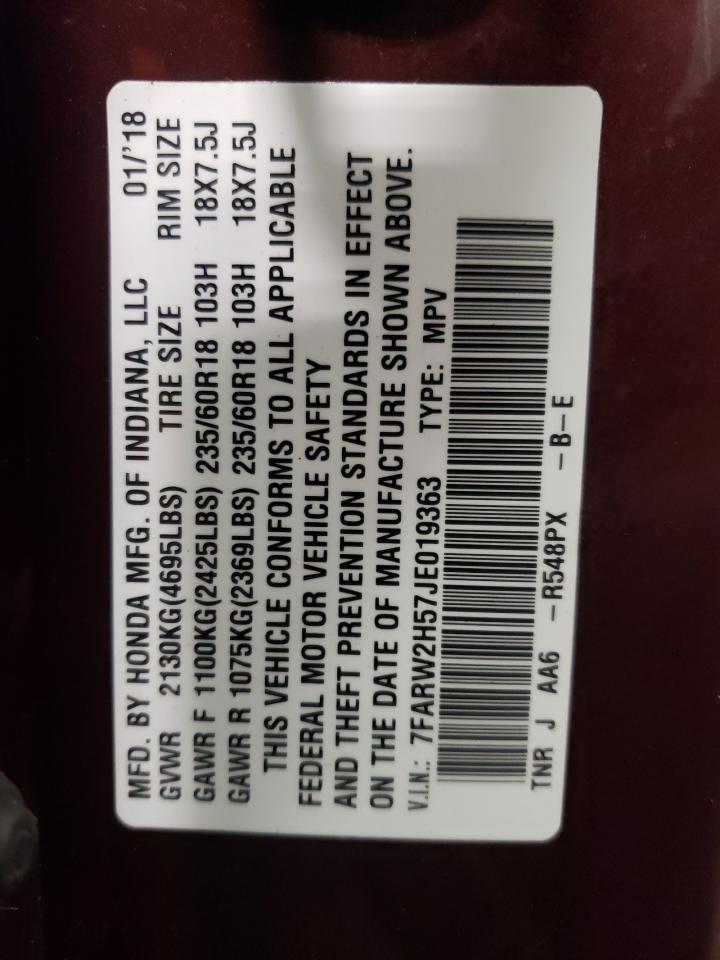 MFD. BY HONDA MFG. OF INDIANA, LLC 01/'18
GVWR 2130KG(4695LBS) TIRE SIZE RIM SIZE
GAWR F 1100KG(2425LBS) 235/60R18 103H 18X7.5J
GAWR R 1075KG(2369LBS) 235/60R18 103H 18X7.5J
THIS VEHICLE CONFORMS TO ALL APPLICABLE
FEDERAL MOTOR VEHICLE SAFETY
AND THEFT PREVENTION STANDARDS IN EFFECT
ON THE DATE OF MANUFACTURE SHOWN ABOVE.
V.I.N.: 7FARW2H57JE019363 TYPE: MPV
TNR J AA6 -R548PX -B-E